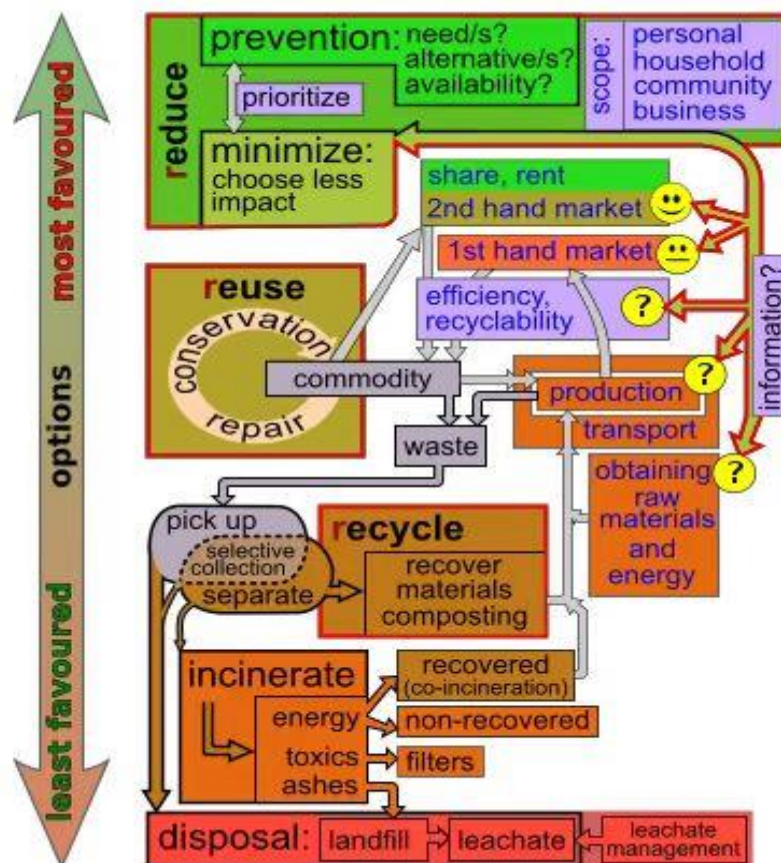 prevention: need/s?
alternative/s?
availability?
scope:
personal
household
community
business
reduce
prioritize
minimize:
choose less
impact
most favoured
options
least favoured
share, rent
2nd hand market
1st hand market
efficiency,
recyclability
?
information?
reuse
conservation
repair
commodity
production
?
transport
waste
obtaining
raw
materials
and
energy
?
pick up
selective
collection
separate
recycle
recover
materials
composting
incinerate
energy
toxics
ashes
recovered
(co-incineration)
non-recovered
filters
disposal:
landfill
leachate
leachate
management